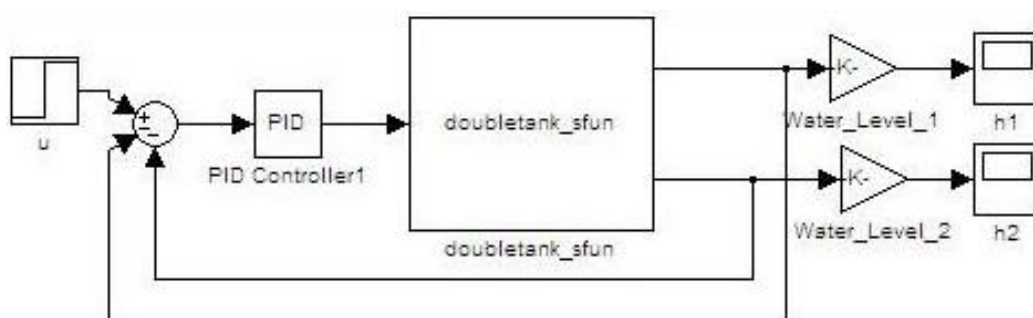 u
+
−
−
PID
PID Controller1
doubletank_sfun
doubletank_sfun
K-
Water_Level_1
h1
K-
Water_Level_2
h2